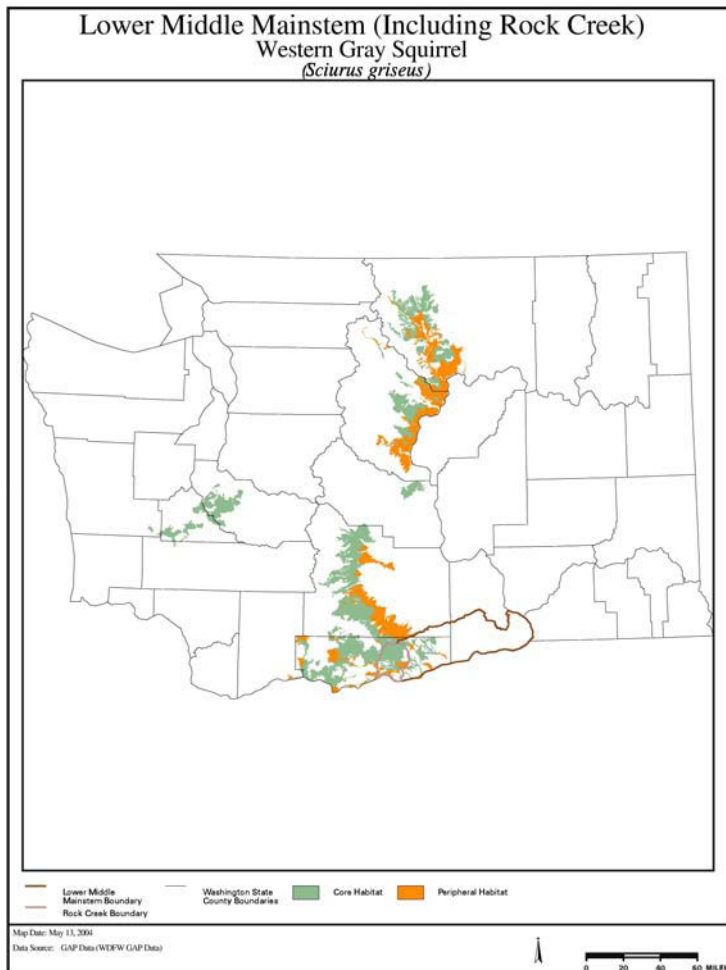 Lower Middle Mainstem (Including Rock Creek)
Western Gray Squirrel
(Sciurus griseus)
Lower Middle
Mainstem Boundary
Rock Creek Boundary
Washington State
County Boundaries
Core Habitat
Peripheral Habitat
Map Date: May 13, 2004
Data Source: GAP Data (WDFW GAP Data)
0 20 40 60 MILES